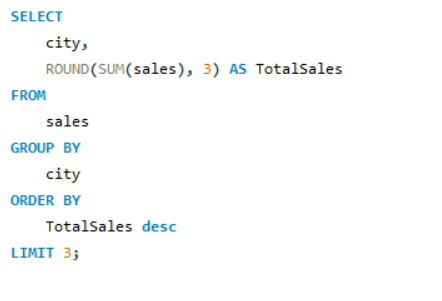 SELECT
city,
ROUND(SUM(sales), 3) AS TotalSales
FROM
sales
GROUP BY
city
ORDER BY
TotalSales desc
LIMIT 3;